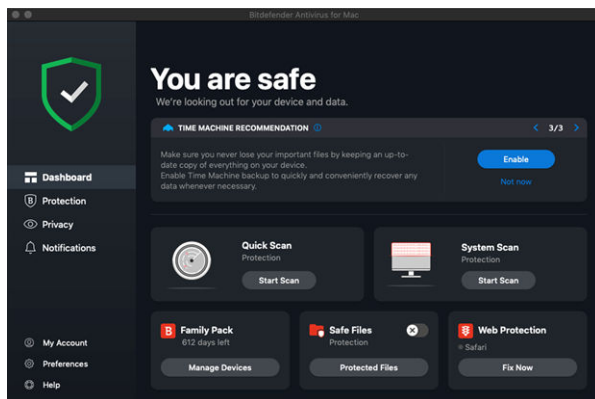 Bitdefender Antivirus for Mac
You are safe
We're looking out for your device and data.
TIME MACHINE RECOMMENDATION
3/3
Make sure you never lose your important files by keeping an up-to-
date copy of everything on your device.
Enable Time Machine backup to quickly and conveniently recover any
data whenever necessary.
Enable
Not now
Dashboard
Protection
Privacy
Notifications
Quick Scan
Protection
Start Scan
System Scan
Protection
Start Scan
B Family Pack
612 days left
Manage Devices
Safe Files
Protection
Protected Files
Web Protection
Safari
Fix Now
My Account
Preferences
Help